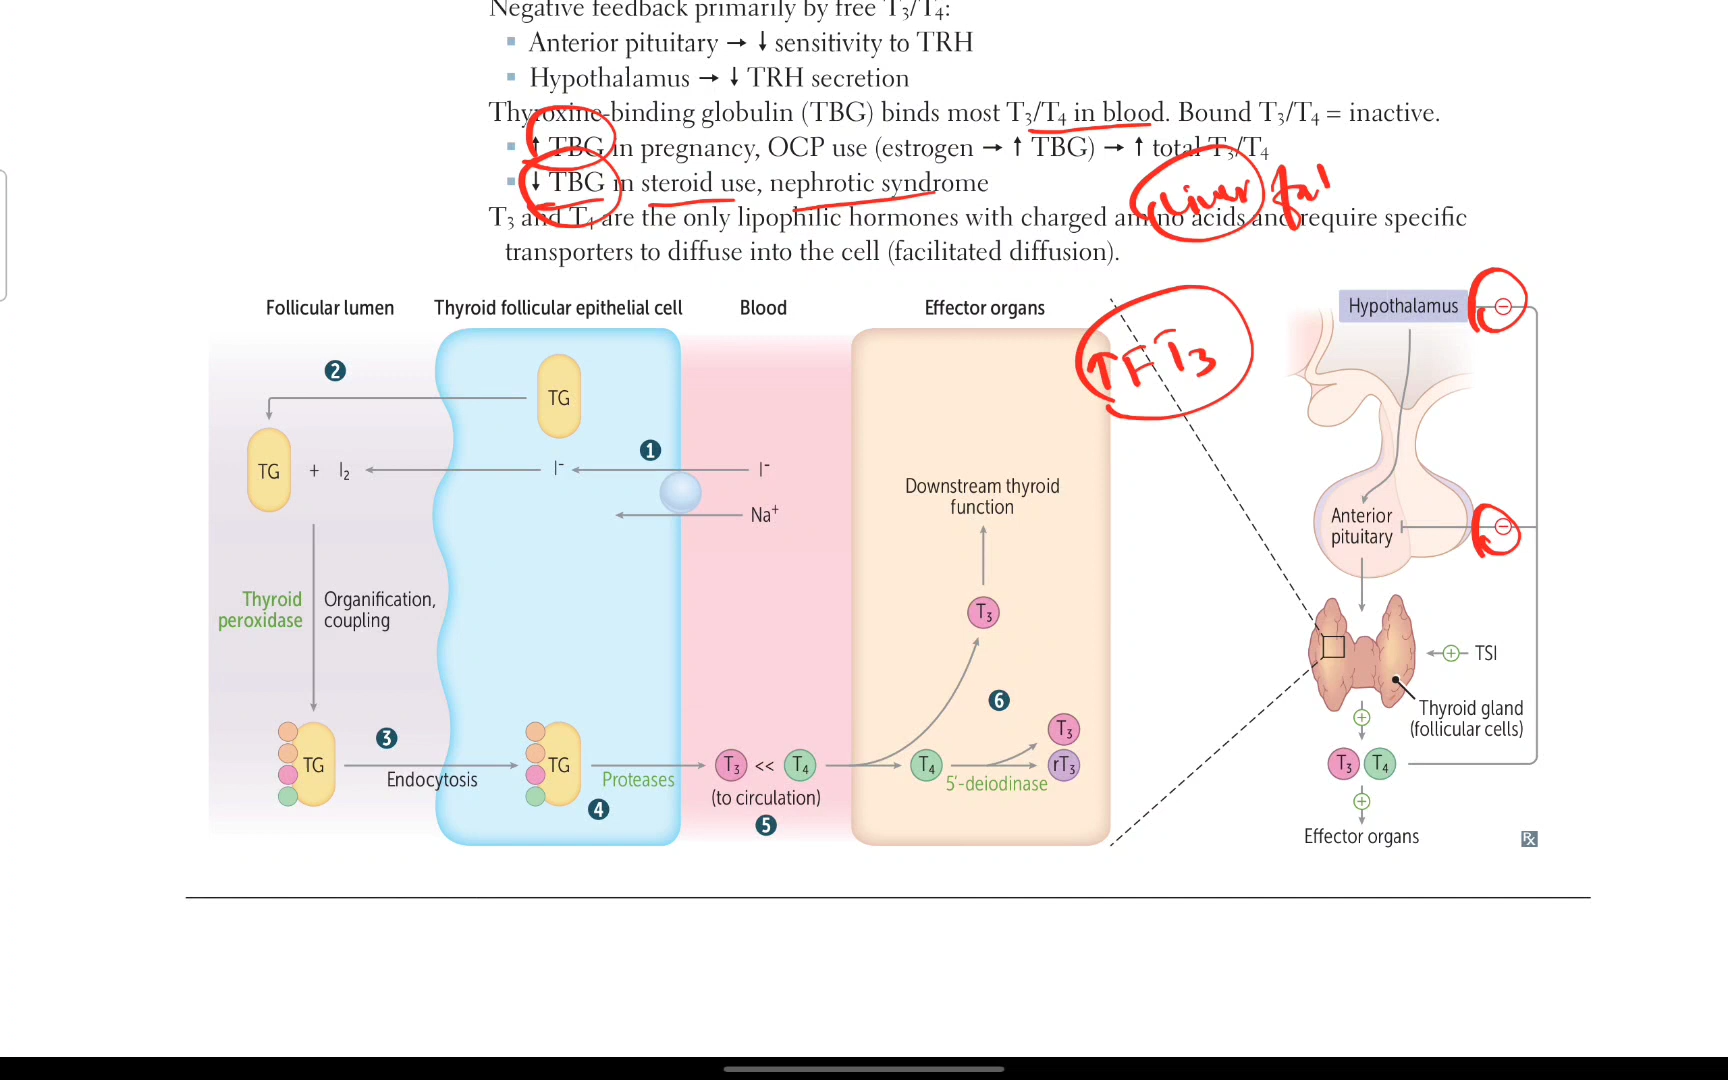 Negative feedback primarily by free T₃/T₄:
▪ Anterior pituitary → ↓ sensitivity to TRH
▪ Hypothalamus → ↓ TRH secretion
Thyroxine-binding globulin (TBG) binds most T₃/T₄ in blood. Bound T₃/T₄ = inactive.
▪ ↑ TBG in pregnancy, OCP use (estrogen → ↑ TBG) → ↑ total T₃/T₄
▪ ↓ TBG in steroid use, nephrotic syndrome
Liver
T₃ and T₄ are the only lipophilic hormones with charged amino acids and require specific
transporters to diffuse into the cell (facilitated diffusion).
Follicular lumen Thyroid follicular epithelial cell Blood Effector organs
↑FT₃
Hypothalamus ⊖
2
TG
1
TG + I₂ I⁻ I⁻
Na⁺
Downstream thyroid
function
Anterior
pituitary
⊖
Thyroid
peroxidase
Organification,
coupling
T₃
⊕ TSI
Thyroid gland
(follicular cells)
⊕
6
3
TG
Endocytosis
TG
Proteases
4
T₃ << T₄
(to circulation)
5
T₄
5'-deiodinase
T₃
rT₃
T₃ T₄
⊕
Effector organs
Rx